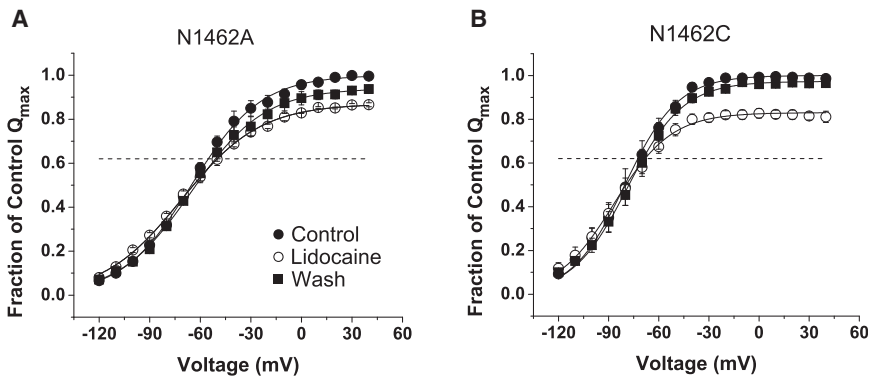 A
N1462A
Fraction of Control Qmax
1.0
0.8
0.6
0.4
0.2
0.0
Control
Lidocaine
Wash
-120 -90 -60 -30 0 30 60
Voltage (mV)
B
N1462C
Fraction of Control Qmax
1.0
0.8
0.6
0.4
0.2
0.0
-120 -90 -60 -30 0 30 60
Voltage (mV)